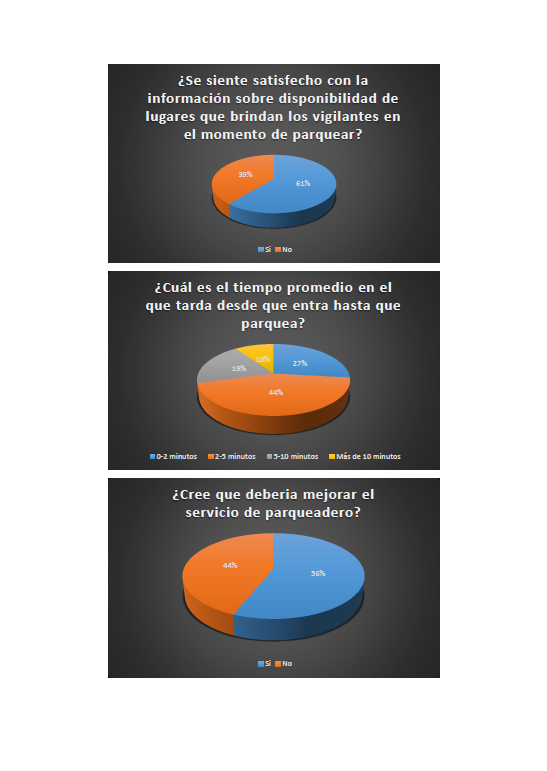 ¿Se siente satisfecho con la
información sobre disponibilidad de
lugares que brindan los vigilantes en
el momento de parquear?
39%
61%
Si No
¿Cuál es el tiempo promedio en el
que tarda desde que entra hasta que
parquea?
10%
27%
19%
44%
0-2 minutos 2-5 minutos 5-10 minutos Más de 10 minutos
¿Cree que deberia mejorar el
servicio de parqueadero?
44%
56%
Si No